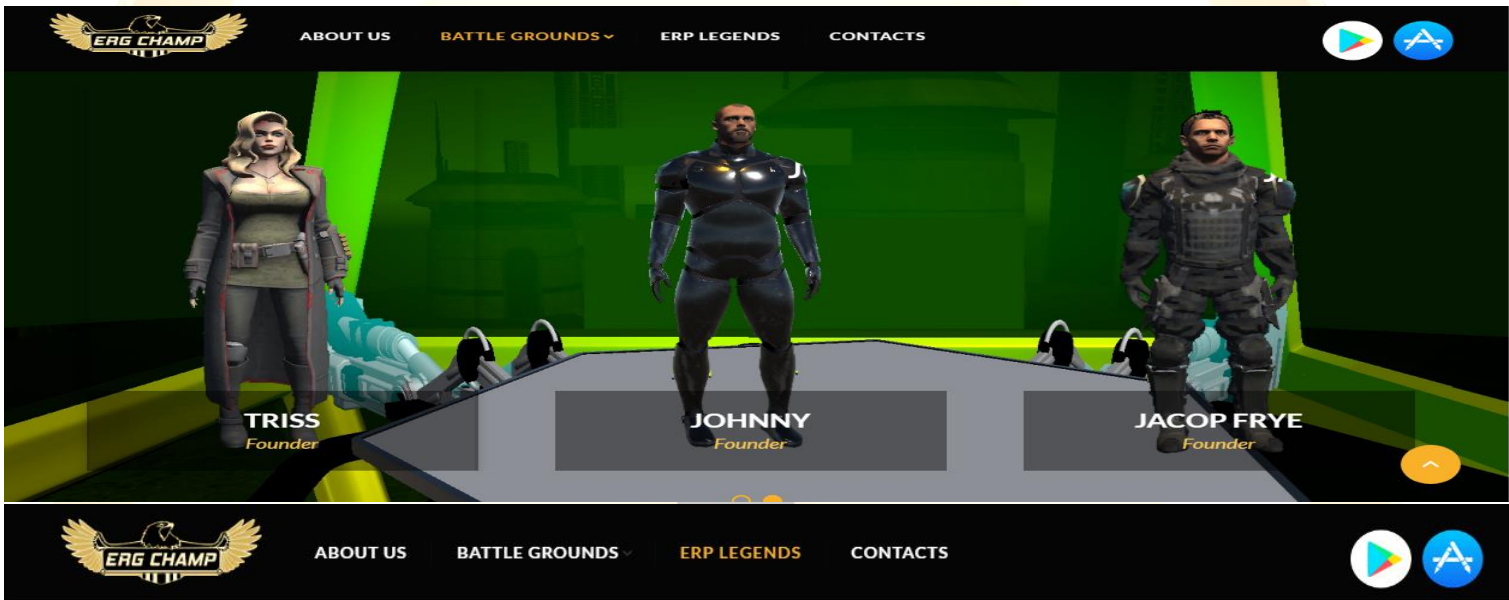 ERG CHAMP
ABOUT US BATTLE GROUNDS ERP LEGENDS CONTACTS
TRISS
Founder
JOHNNY
Founder
JACOP FRYE
Founder
ERG CHAMP
ABOUT US BATTLE GROUNDS ERP LEGENDS CONTACTS